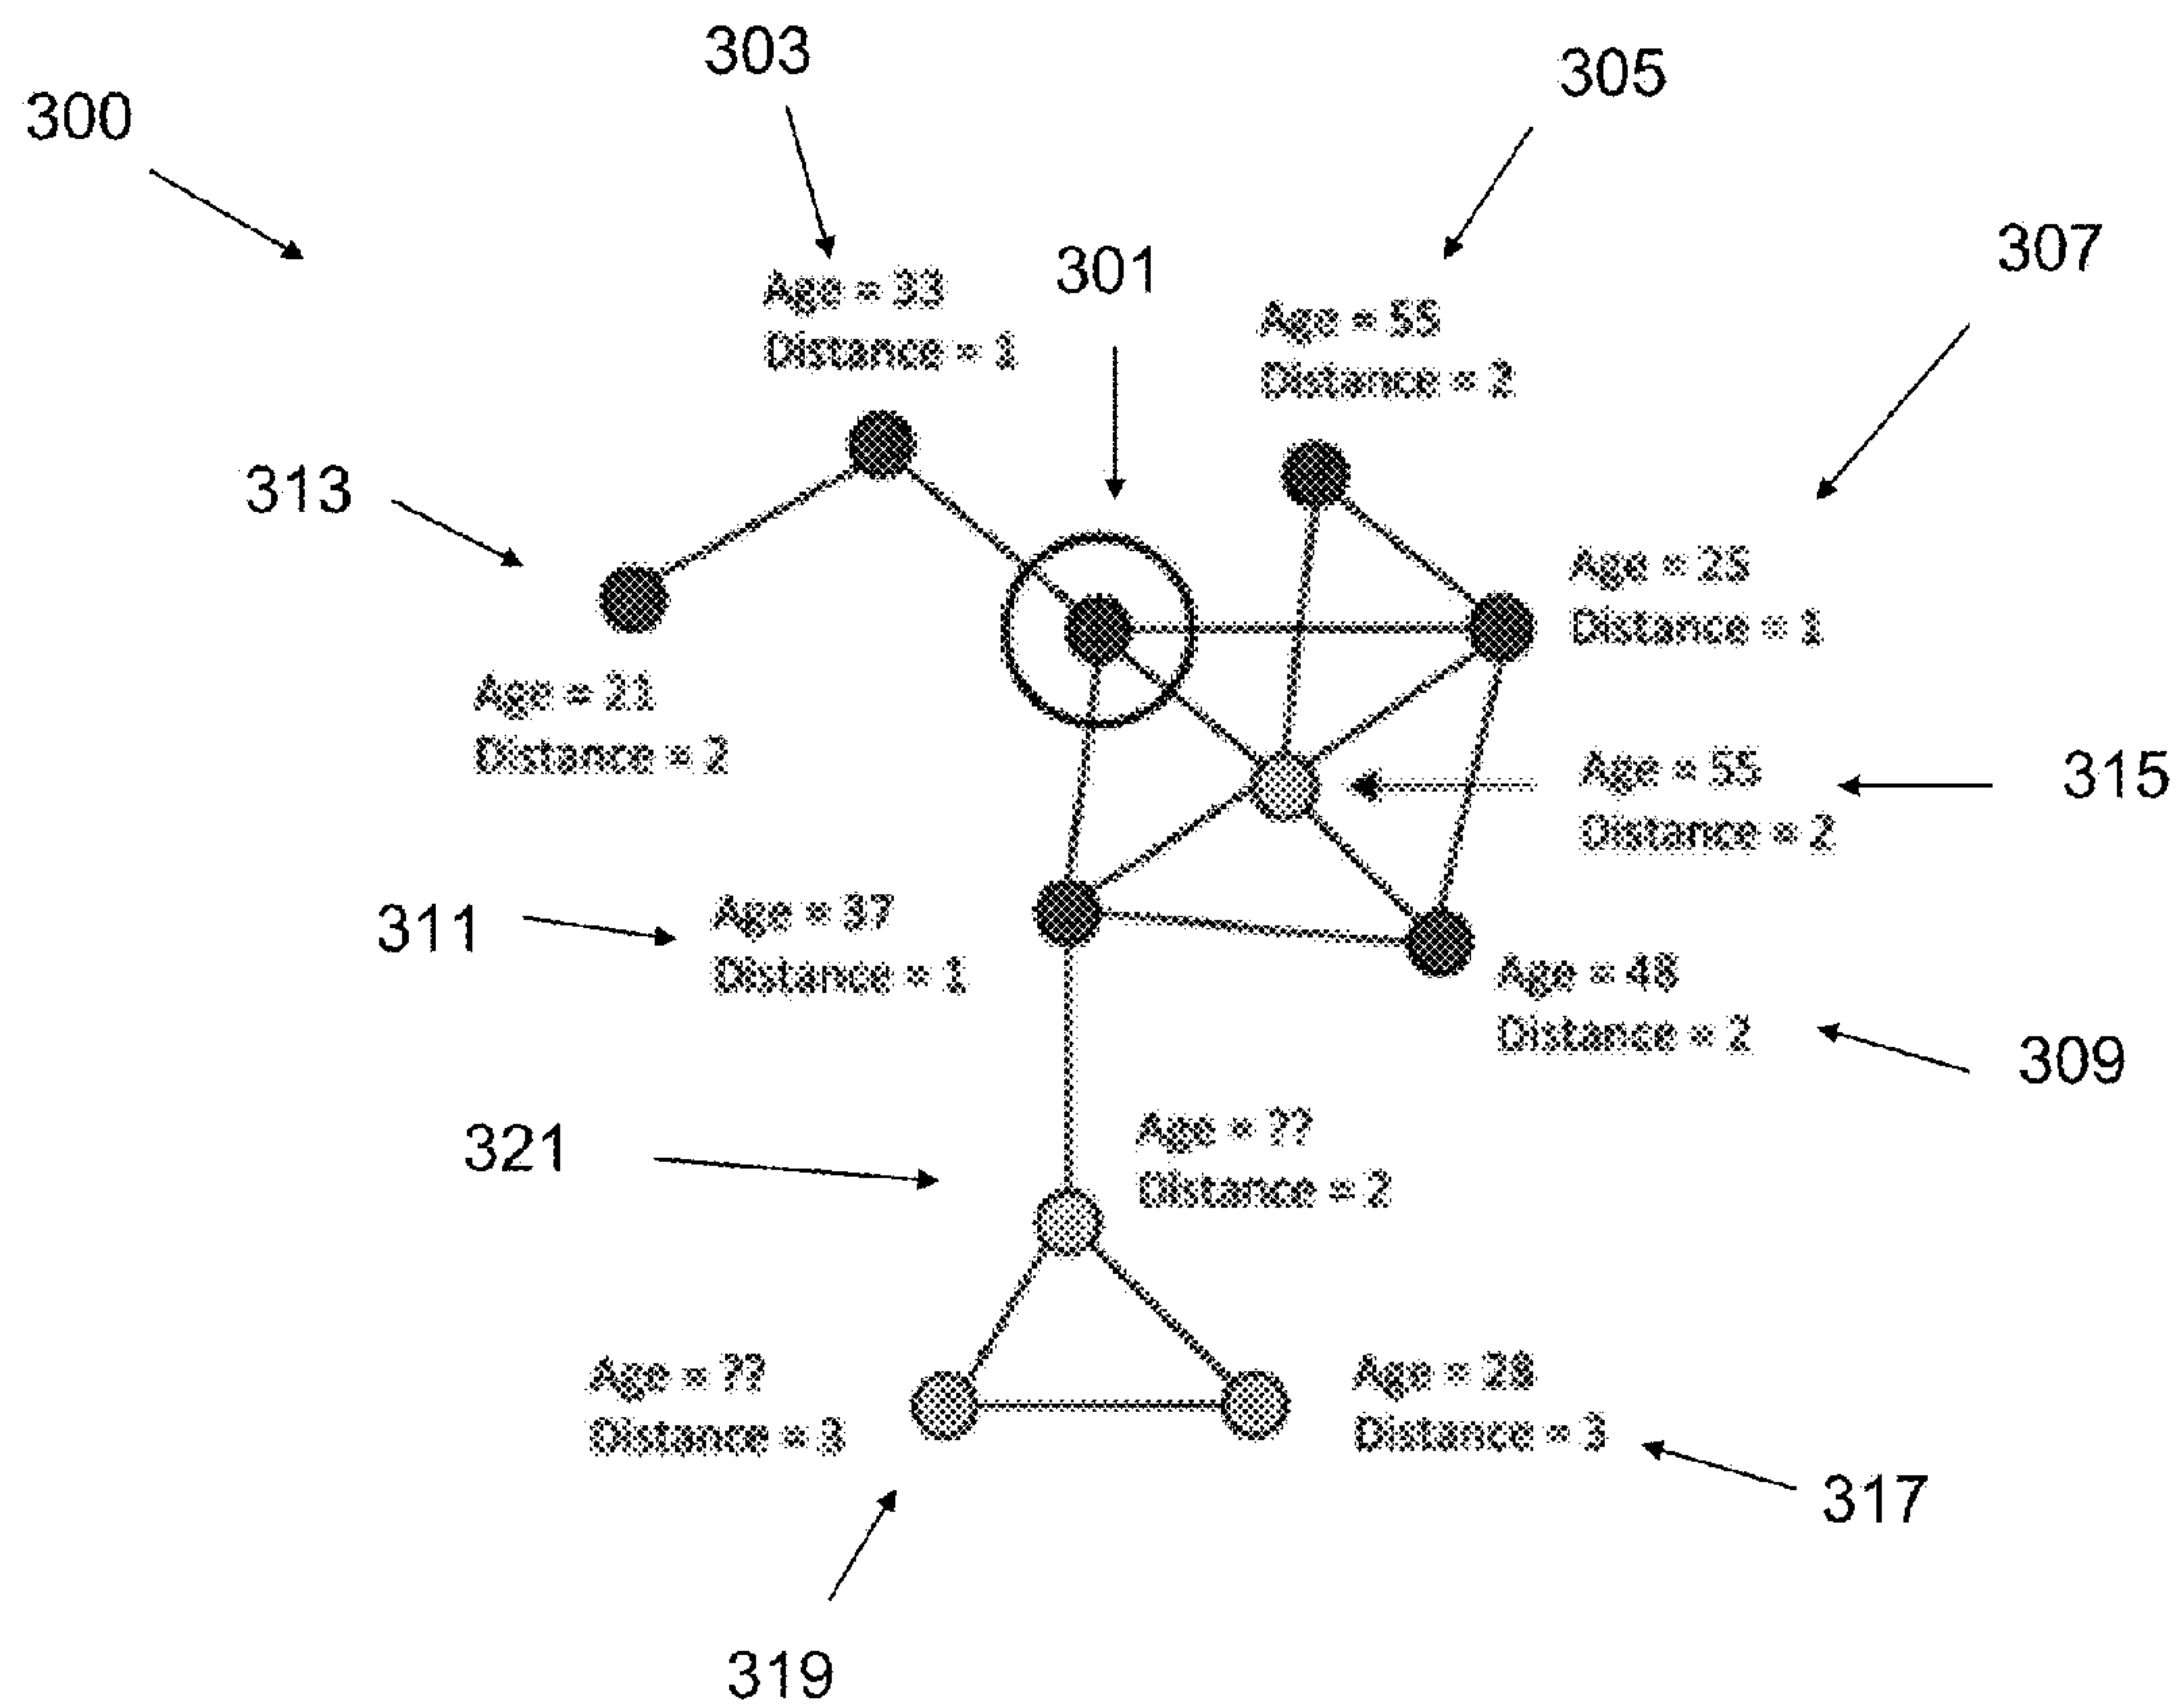 303
305
300
307
301
Age = 33
Distance = 1
Age = 55
Distance = 2
313
Age = 25
Distance = 1
Age = 21
Distance = 2
Age = 55
Distance = 2
315
311
Age = 37
Distance = 1
Age = 48
Distance = 2
309
321
Age = ??
Distance = 2
Age = ??
Distance = 3
Age = 28
Distance = 3
317
319